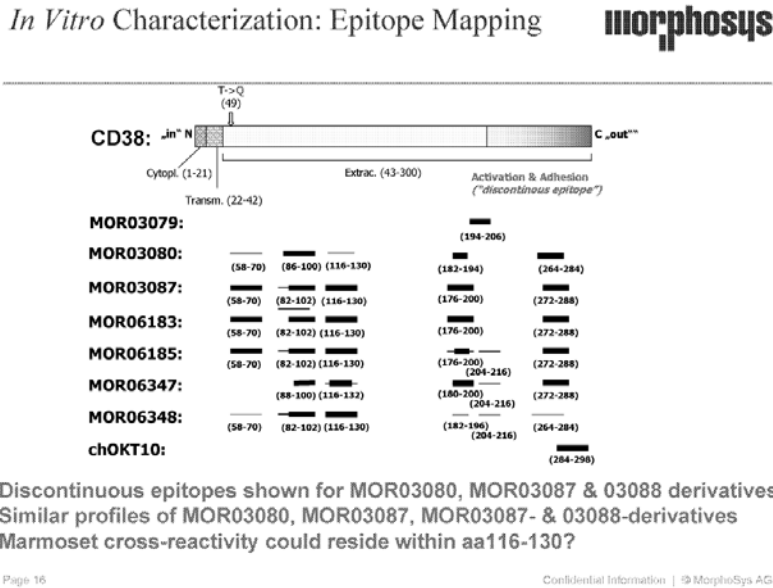 In Vitro Characterization: Epitope Mapping
morphosys
T->Q
(49)
CD38: „in“ N
C „out““
Cytopl. (1-21)
Extrac. (43-300)
Activation & Adhesion
("discontinous epitope")
Transm. (22-42)
MOR03079:
(194-206)
MOR03080:
(58-70) (86-100) (116-130) (182-194) (264-284)
MOR03087:
(58-70) (82-102) (116-130) (176-200) (272-288)
MOR06183:
(58-70) (82-102) (116-130) (176-200) (272-288)
MOR06185:
(58-70) (82-102) (116-130) (176-200) (272-288)
(204-216)
MOR06347:
(88-100) (116-132) (180-200) (272-288)
(204-216)
MOR06348:
(58-70) (82-102) (116-130) (182-196) (264-284)
(204-216)
chOKT10:
(284-298)
Discontinuous epitopes shown for MOR03080, MOR03087 & 03088 derivatives
Similar profiles of MOR03080, MOR03087, MOR03087- & 03088-derivatives
Marmoset cross-reactivity could reside within aa116-130?
Page 16
Confidential Information | © MorphoSys AG